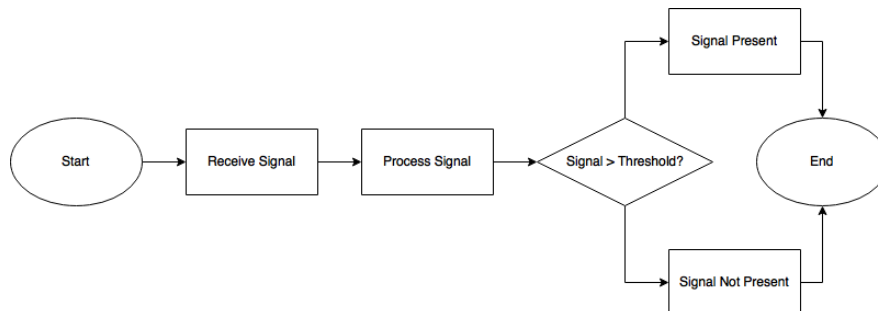 Signal Present
Start
Receive Signal
Process Signal
Signal > Threshold?
End
Signal Not Present